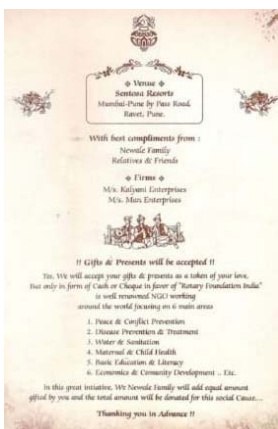 Venue
Sentosa Resorts
Mumbai-Pune by Pass Road.
Ravet, Pune.
With best compliments from :
Newale Family
Relatives & Friends
Firms
M/s. Kalyani Enterprises
M/s. Mars Enterprises
!! Gifts & Presents will be accepted !!
Yes, We will accept your gifts & presents as a token of your love,
But only in form of Cash or Cheque in favor of "Rotary Foundation India"
is well renowned NGO working
around the world focusing on 6 main areas
1. Peace & Conflict Prevention
2. Disease Prevention & Treatment
3. Water & Sanitation
4. Maternal & Child Health
5. Basic Education & Literacy
6. Economics & Comunity Development .. Etc.
In this great intiative, We Newale Family will add equal amount
gifted by you and the total amount will be donated for this social Cause....
Thanking you in Advance !!